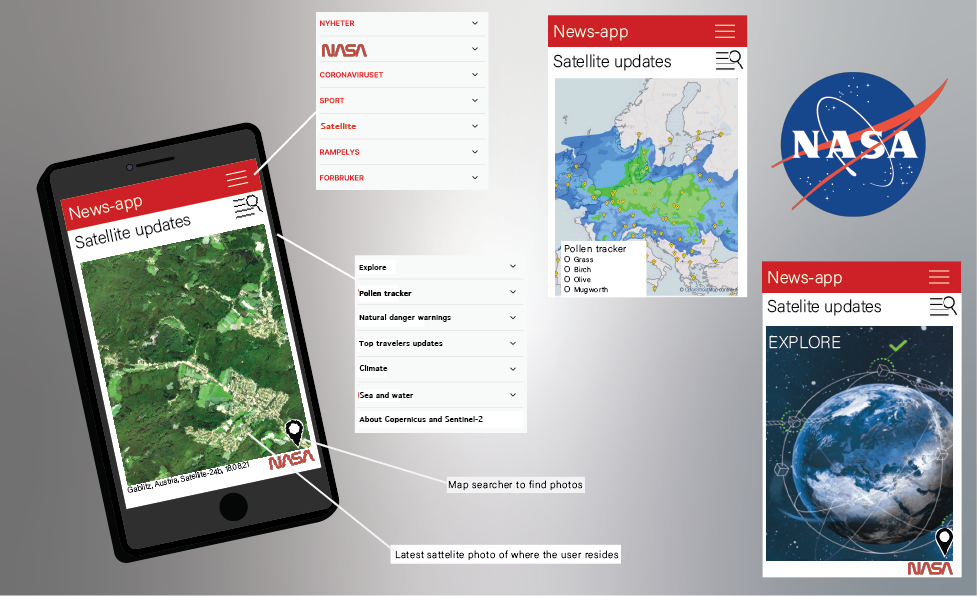 NYHETER
NASA
CORONAVIRUSET
SPORT
Satellite
RAMPELYS
FORBRUKER
News-app
Satellite updates
Gablitz, Austria, Satellite-24b, 18.08.21
NASA
Explore
Pollen tracker
Natural danger warnings
Top travelers updates
Climate
Sea and water
About Copernicus and Sentinel-2
Map searcher to find photos
Latest sattelite photo of where the user resides
News-app
Satellite updates
Pollen tracker
Grass
Birch
Olive
Mugworth
NASA
News-app
Satelite updates
EXPLORE
NASA